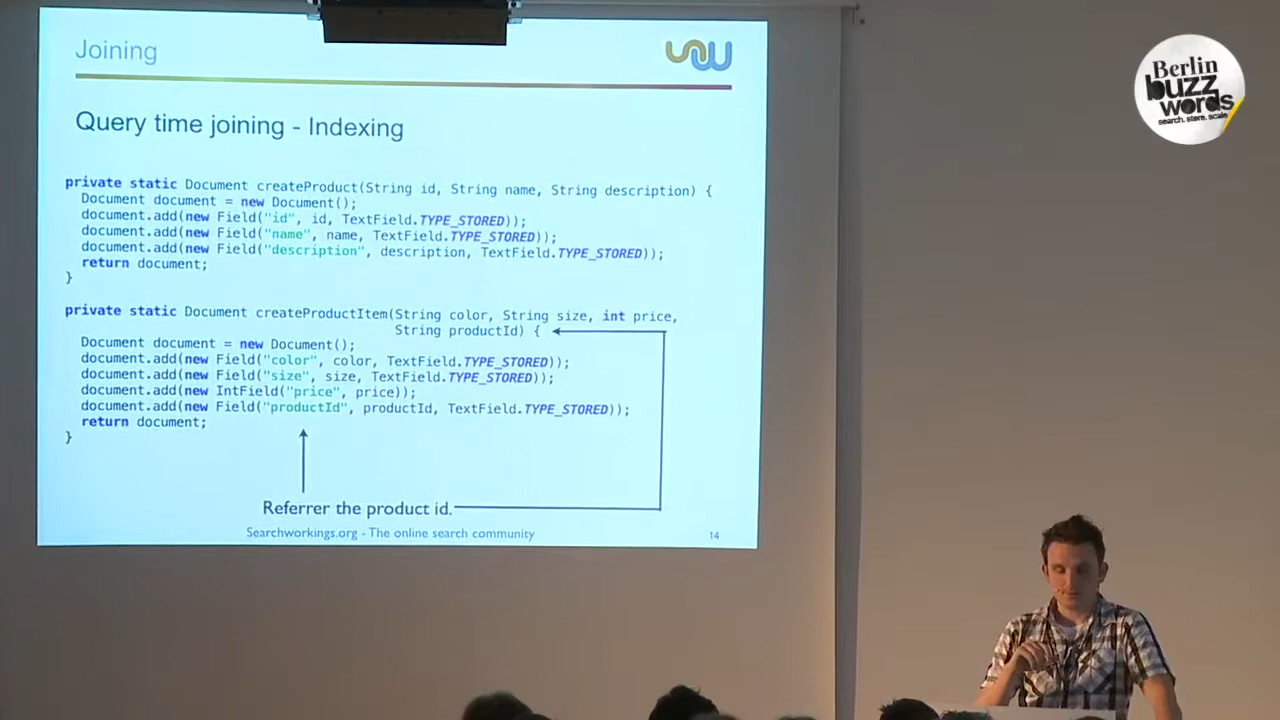 Joining
Query time joining - Indexing
private static Document createProduct(String id, String name, String description) {
Document document = new Document();
document.add(new Field("id", id, TextField.TYPE_STORED));
document.add(new Field("name", name, TextField.TYPE_STORED));
document.add(new Field("description", description, TextField.TYPE_STORED));
return document;
}
private static Document createProductItem(String color, String size, int price,
String productId) {
Document document = new Document();
document.add(new Field("color", color, TextField.TYPE_STORED));
document.add(new Field("size", size, TextField.TYPE_STORED));
document.add(new IntField("price", price));
document.add(new Field("productId", productId, TextField.TYPE_STORED));
return document;
}
Referrer the product id.
Searchworkings.org - The online search community
14
Berlin
buzz
words
search. store. scale.